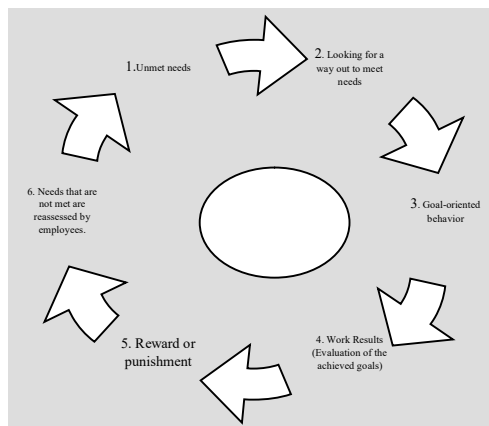 1.Unmet needs
2. Looking for a
way out to meet
needs
3. Goal-oriented
behavior
4. Work Results
(Evaluation of the
achieved goals)
5. Reward or
punishment
6. Needs that are
not met are
reassessed by
employees.